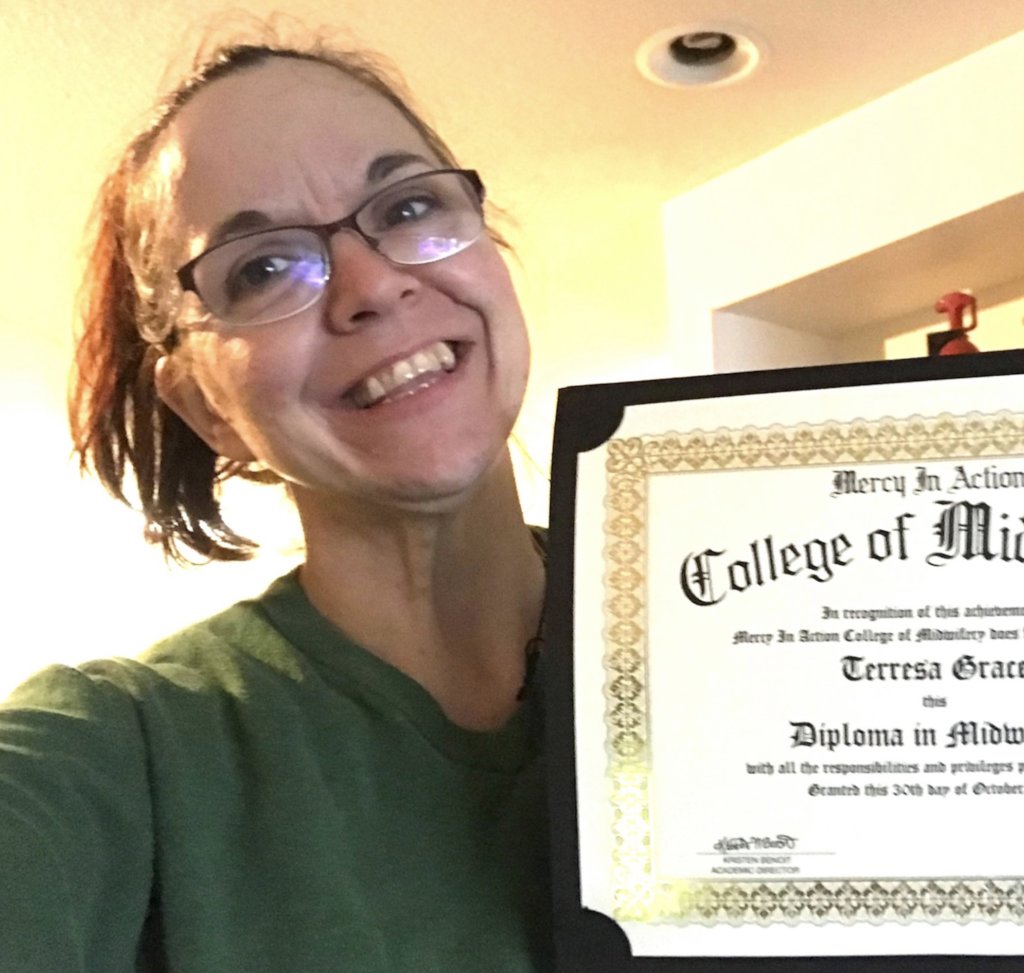 Mercy In Action
College of Mid
In recognition of this achievem
Mercy In Action College of Midwifery does
Terresa Grace
this
Diploma in Midw
with all the responsibilities and privileges p
Granted this 30th day of October,
KRISTEN BENOIT
ACADEMIC DIRECTOR